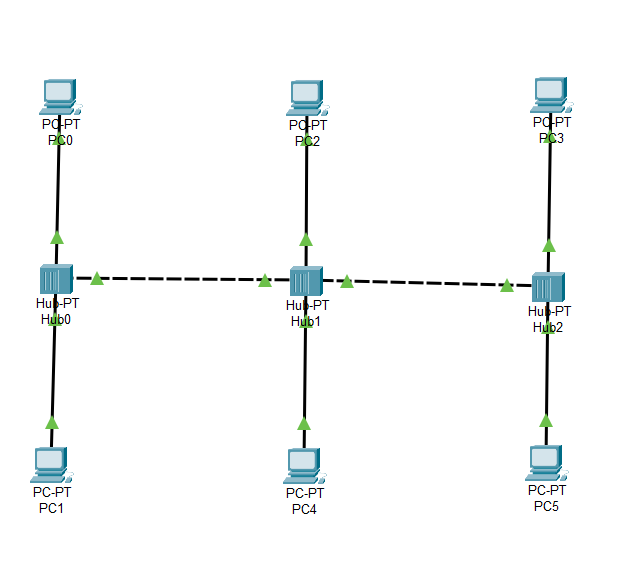 PC-PT
PC0
PC-PT
PC2
PC-PT
PC3
Hub-PT
Hub0
Hub-PT
Hub1
Hub-PT
Hub2
PC-PT
PC1
PC-PT
PC4
PC-PT
PC5